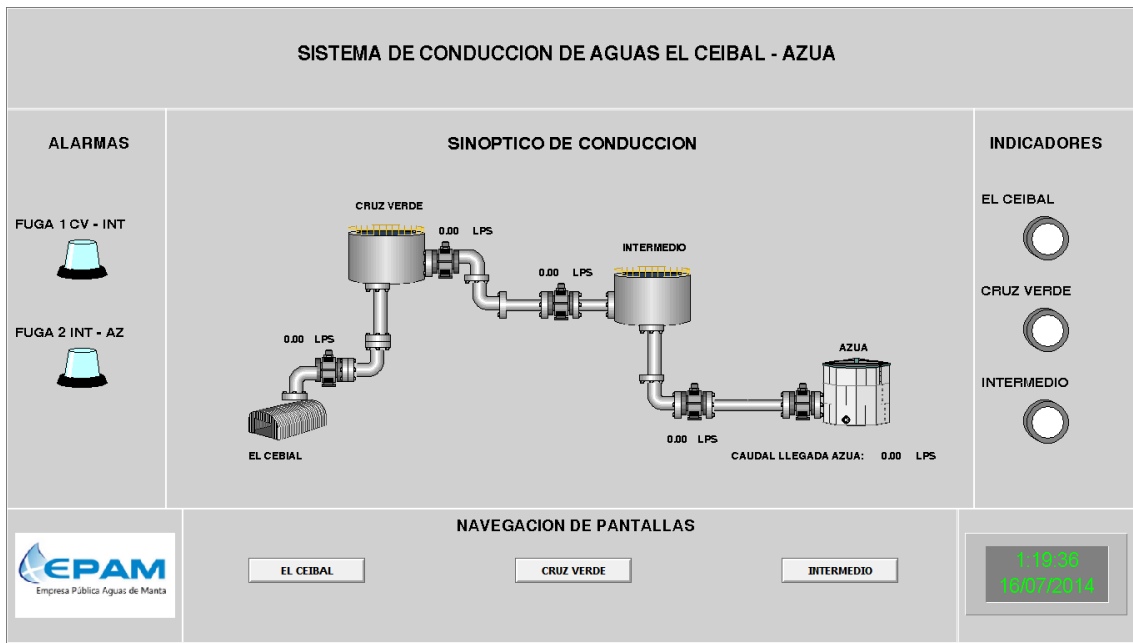 SISTEMA DE CONDUCCION DE AGUAS EL CEIBAL - AZUA
ALARMAS
FUGA 1 CV - INT
FUGA 2 INT - AZ
SINOPTICO DE CONDUCCION
CRUZ VERDE
0.00 LPS
INTERMEDIO
0.00 LPS
0.00 LPS
AZUA
0.00 LPS
EL CEBIAL
CAUDAL LLEGADA AZUA: 0.00 LPS
INDICADORES
EL CEIBAL
CRUZ VERDE
INTERMEDIO
EPAM
Empresa Pública Aguas de Manta
NAVEGACION DE PANTALLAS
EL CEIBAL
CRUZ VERDE
INTERMEDIO
1:19:36
16/07/2014